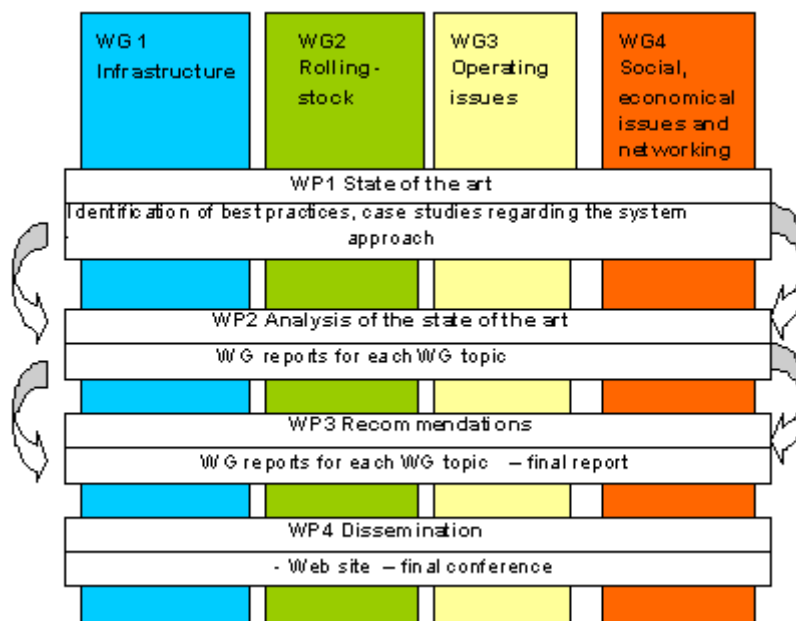 WG1
Infrastructure
WG2
Rolling-
stock
WG3
Operating
issues
WG4
Social,
economical
issues and
networking
WP1 State of the art
Identification of best practices, case studies regarding the system
- approach
WP2 Analysis of the state of the art
WG reports for each WG topic
WP3 Recommendations
WG reports for each WG topic – final report
WP4 Dissemination
- Web site – final conference